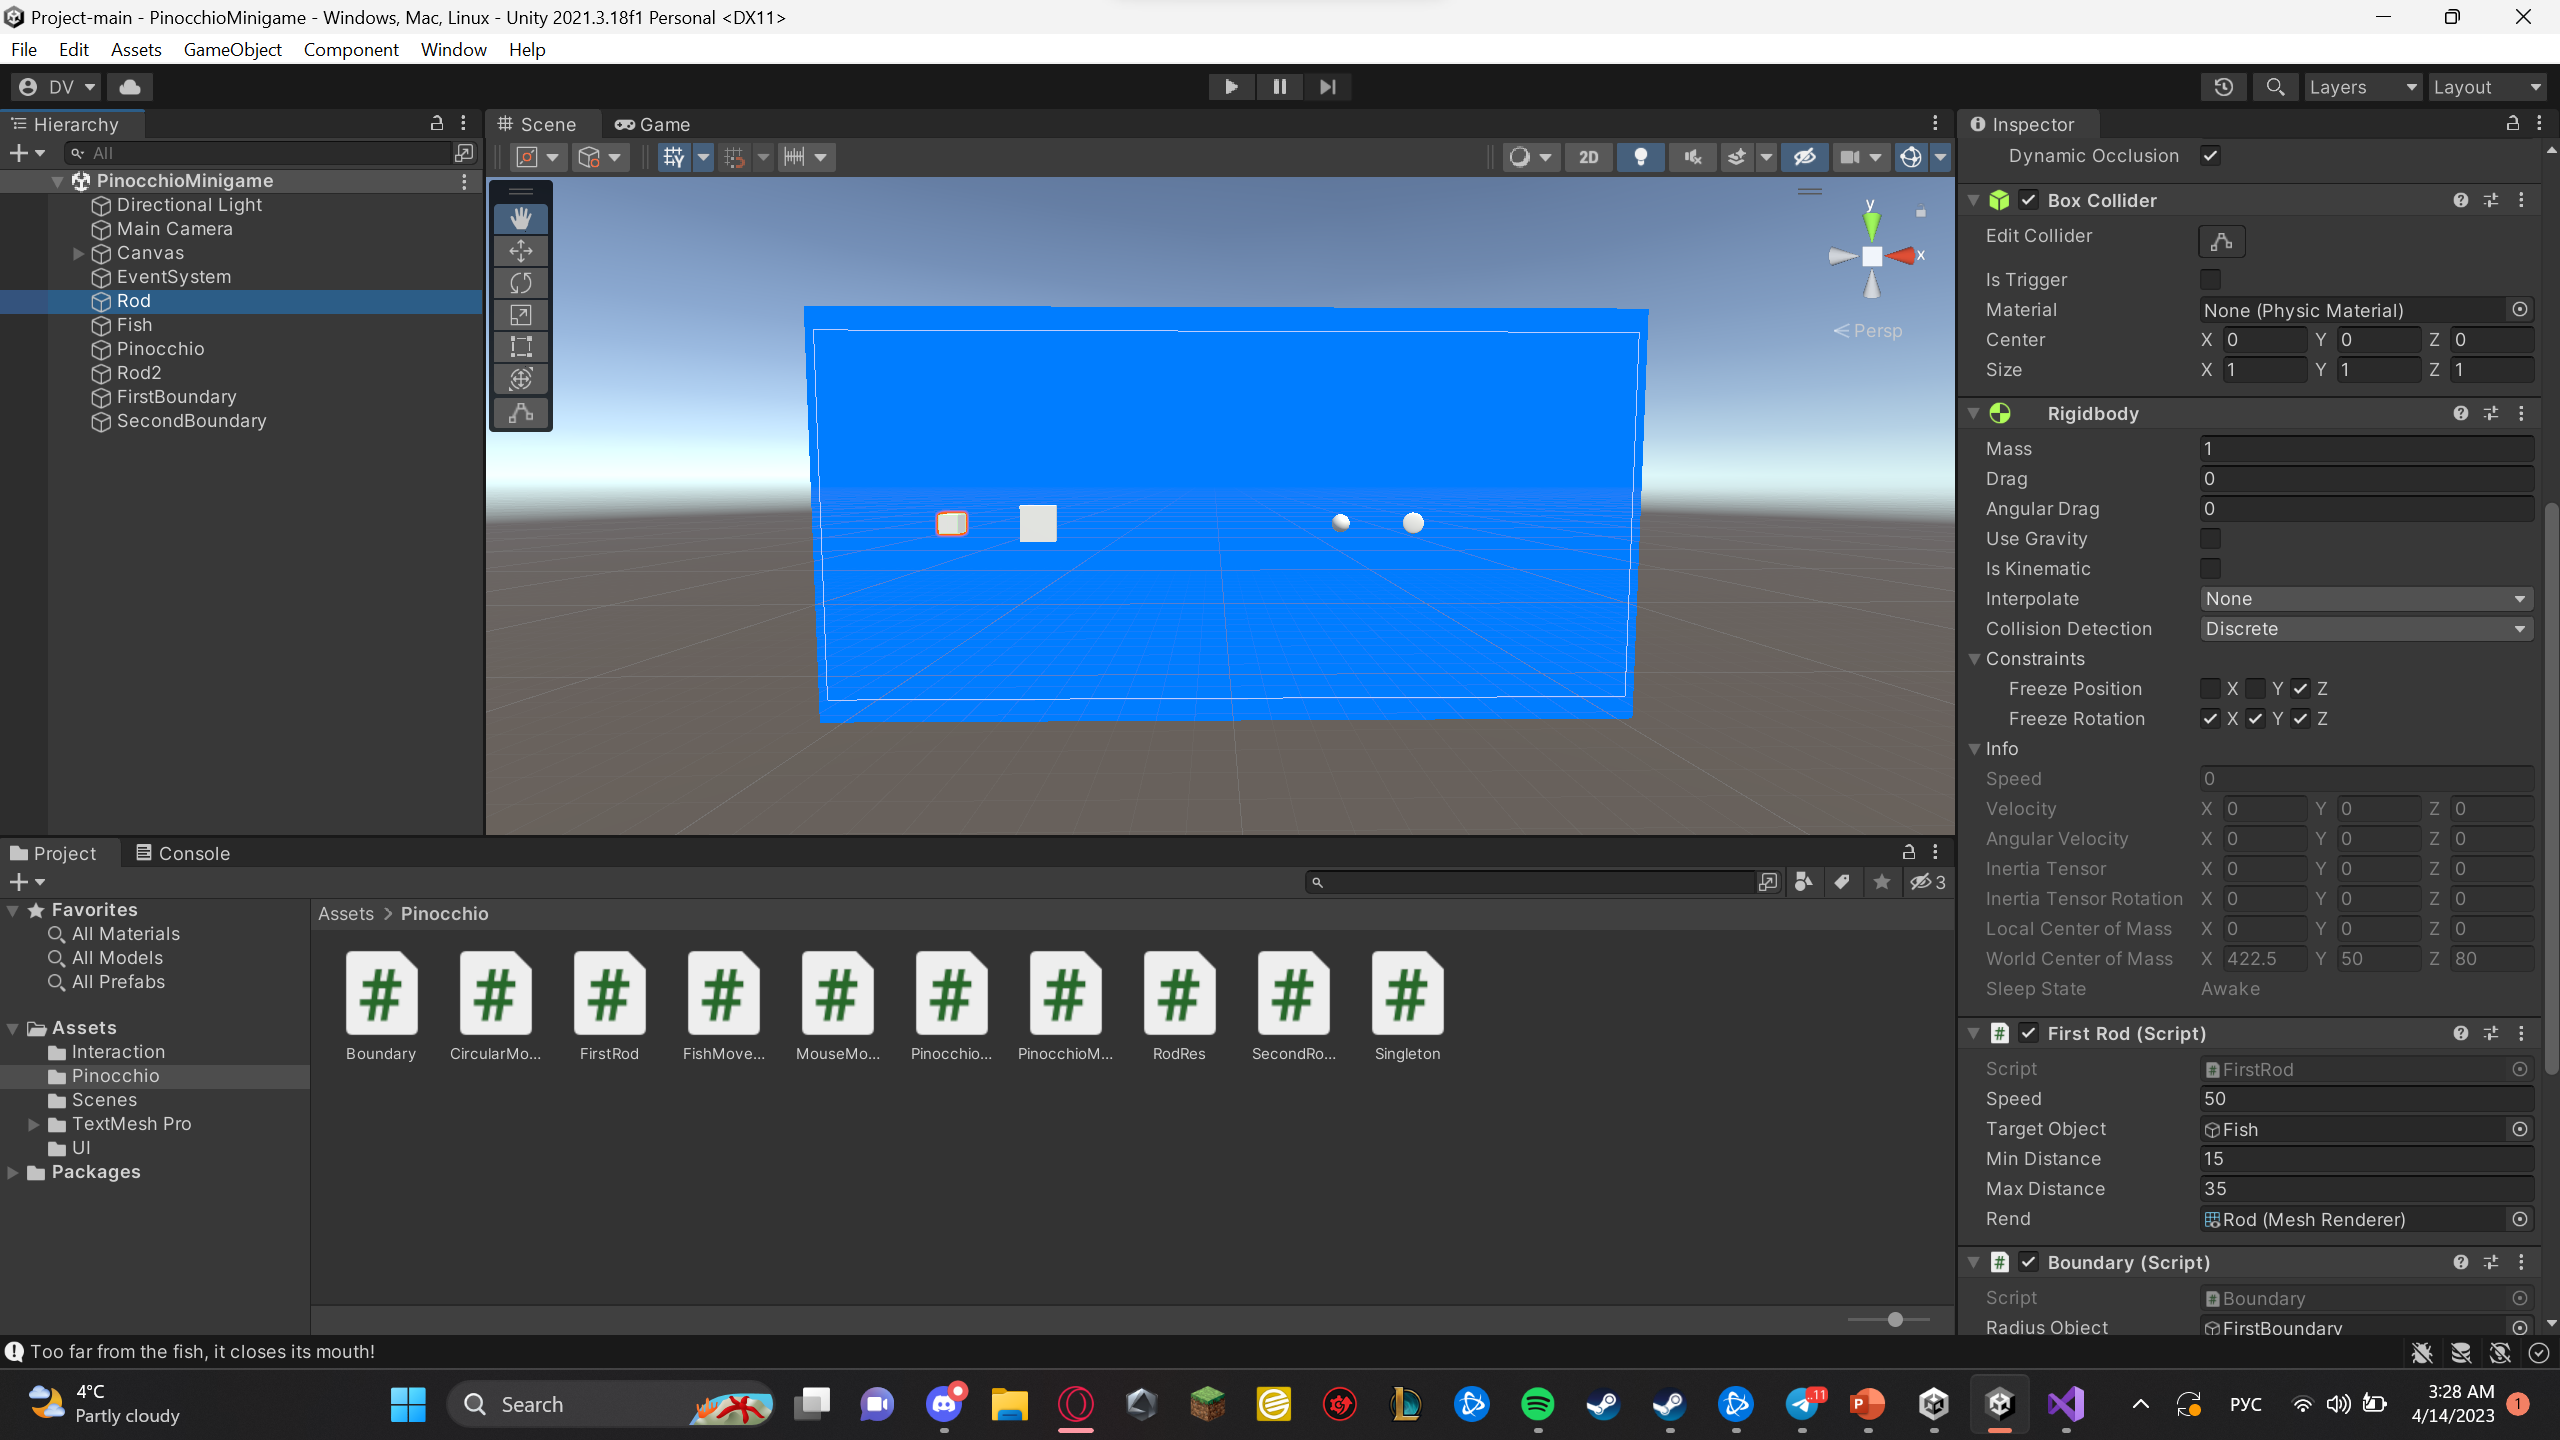 Project-main - PinocchioMinigame - Windows, Mac, Linux - Unity 2021.3.18f1 Personal <DX11>
File Edit Assets GameObject Component Window Help
DV
Layers
Layout
Hierarchy
All
PinocchioMinigame
Directional Light
Main Camera
Canvas
EventSystem
Rod
Fish
Pinocchio
Rod2
FirstBoundary
SecondBoundary
Scene
Game
2D
y
x
Persp
Inspector
Dynamic Occlusion
Box Collider
Edit Collider
Is Trigger
Material None (Physic Material)
Center X 0 Y 0 Z 0
Size X 1 Y 1 Z 1
Rigidbody
Mass 1
Drag 0
Angular Drag 0
Use Gravity
Is Kinematic
Interpolate None
Collision Detection Discrete
Constraints
Freeze Position X Y Z
Freeze Rotation X Y Z
Info
Speed 0
Velocity X 0 Y 0 Z 0
Angular Velocity X 0 Y 0 Z 0
Inertia Tensor X 0 Y 0 Z 0
Inertia Tensor Rotation X 0 Y 0 Z 0
Local Center of Mass X 0 Y 0 Z 0
World Center of Mass X 422.5 Y 50 Z 80
Sleep State Awake
First Rod (Script)
Script FirstRod
Speed 50
Target Object Fish
Min Distance 15
Max Distance 35
Rend Rod (Mesh Renderer)
Boundary (Script)
Script Boundary
Radius Object FirstBoundary
Project
Console
3
Favorites
All Materials
All Models
All Prefabs
Assets
Interaction
Pinocchio
Scenes
TextMesh Pro
UI
Packages
Assets > Pinocchio
Boundary
CircularMo...
FirstRod
FishMove...
MouseMo...
Pinocchio...
PinocchioM...
RodRes
SecondRo...
Singleton
Too far from the fish, it closes its mouth!
4°C
Partly cloudy
Search
11
РУС
3:28 AM
4/14/2023
1